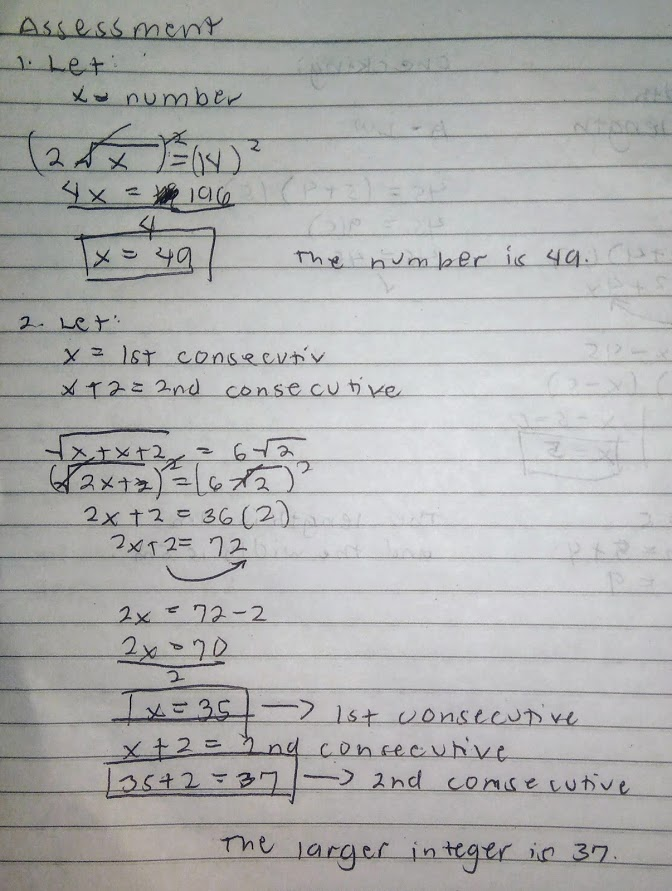 Assessment
1. Let:
x = number
(2√x)² = (14)²
4x = 196
4
x = 49 The number is 49.
2. Let:
x = 1st consecutiv
x + 2 = 2nd consecutive
√x + x + 2 = 6√2
(√2x + 2)² = (6√2)²
2x + 2 = 36(2)
2x + 2 = 72
2x = 72 - 2
2x = 70
2
x = 35 → 1st consecutive
x + 2 = 2nd consecutive
35 + 2 = 37 → 2nd comsecutive
The larger integer is 37.